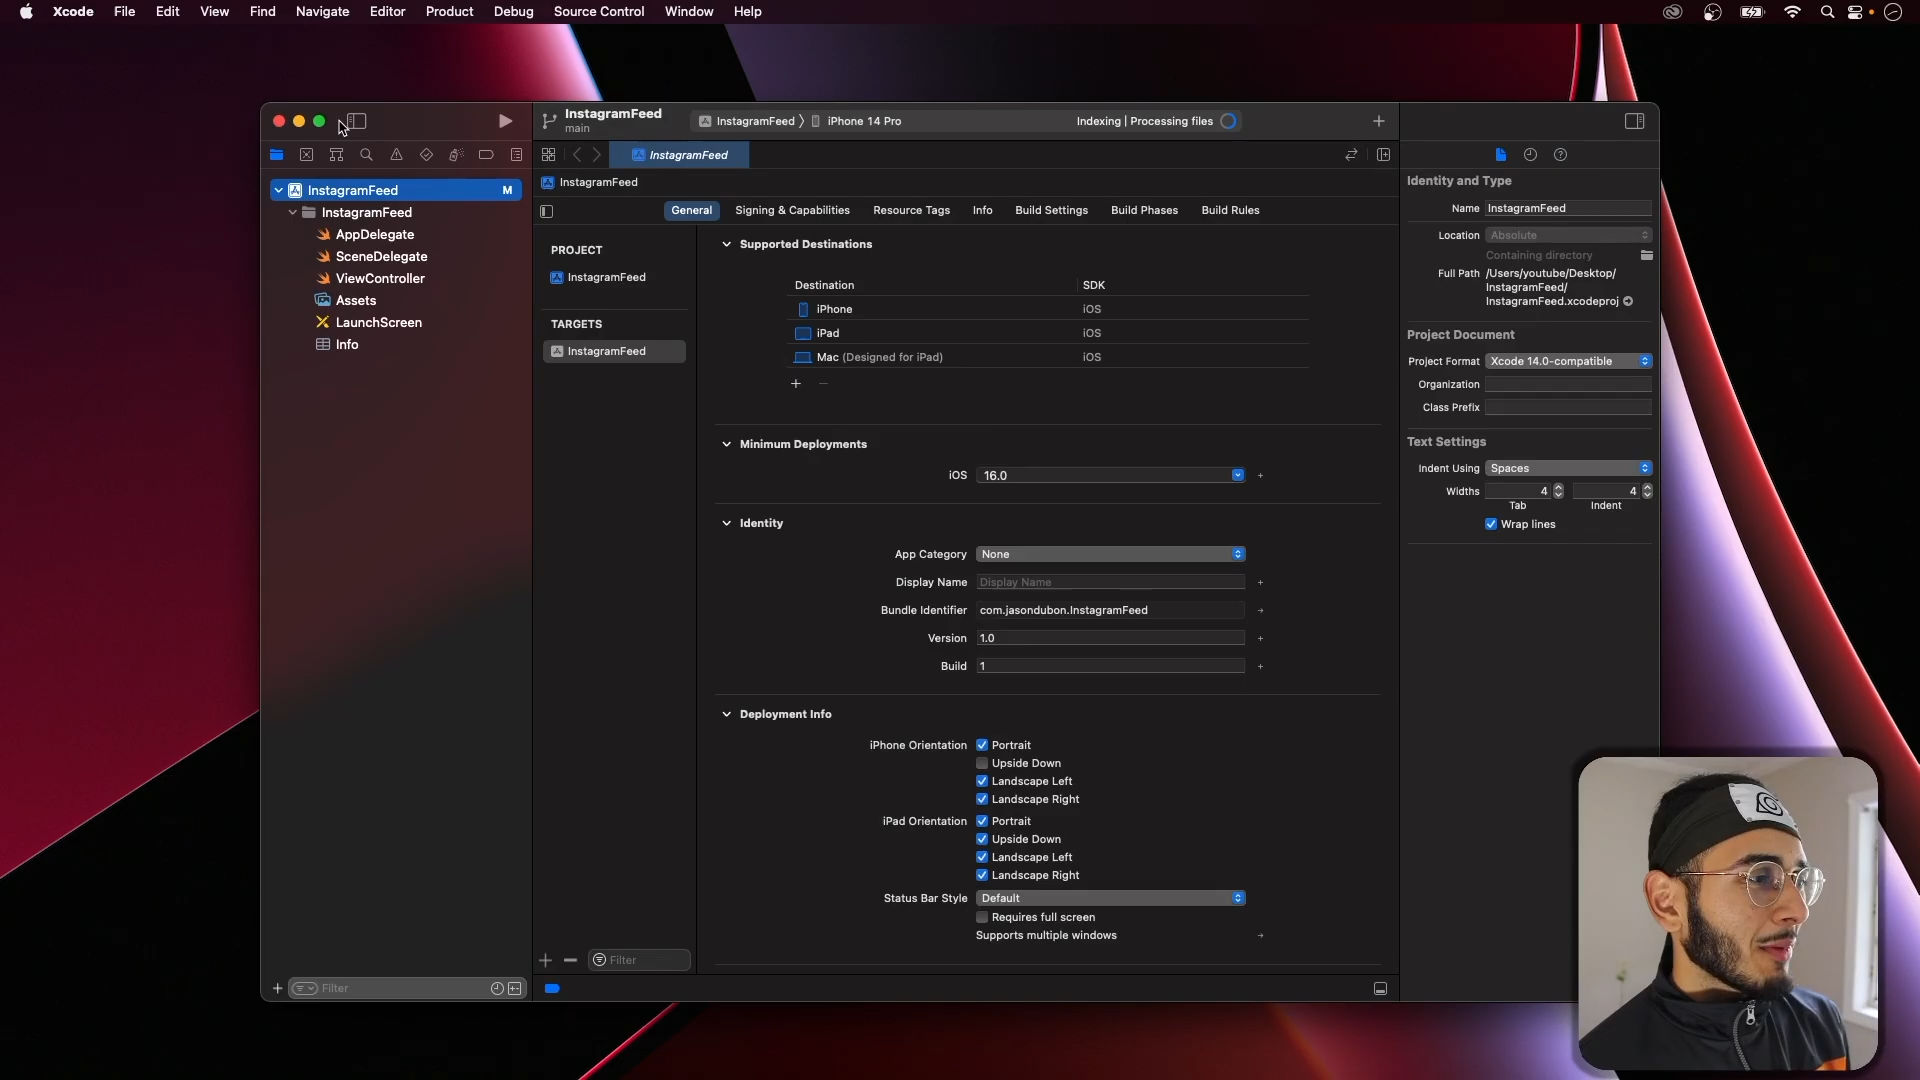 Xcode File Edit View Find Navigate Editor Product Debug Source Control Window Help
InstagramFeed
main
InstagramFeed 〉 iPhone 14 Pro
Indexing | Processing files
InstagramFeed M
InstagramFeed
AppDelegate
SceneDelegate
ViewController
Assets
LaunchScreen
Info
Filter
InstagramFeed
InstagramFeed
General Signing & Capabilities Resource Tags Info Build Settings Build Phases Build Rules
PROJECT
InstagramFeed
TARGETS
InstagramFeed
Filter
Supported Destinations
Destination SDK
iPhone iOS
iPad iOS
Mac (Designed for iPad) iOS
Minimum Deployments
iOS 16.0
Identity
App Category None
Display Name Display Name
Bundle Identifier com.jasondubon.InstagramFeed
Version 1.0
Build 1
Deployment Info
iPhone Orientation Portrait
Upside Down
Landscape Left
Landscape Right
iPad Orientation Portrait
Upside Down
Landscape Left
Landscape Right
Status Bar Style Default
Requires full screen
Supports multiple windows
Identity and Type
Name InstagramFeed
Location Absolute
Containing directory
Full Path /Users/youtube/Desktop/
InstagramFeed/
InstagramFeed.xcodeproj
Project Document
Project Format Xcode 14.0-compatible
Organization
Class Prefix
Text Settings
Indent Using Spaces
Widths 4 4
Tab Indent
Wrap lines